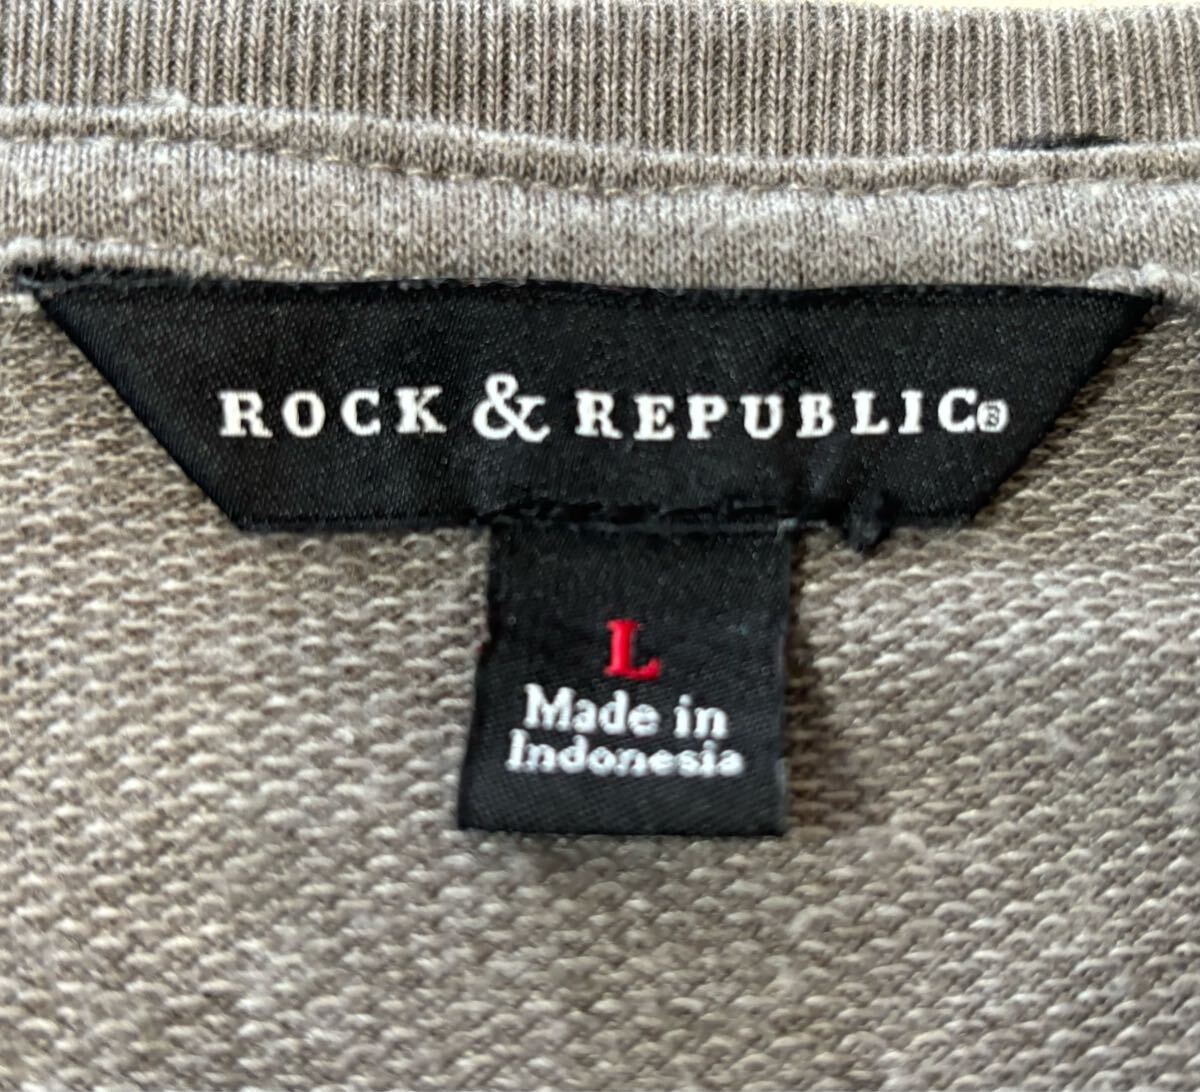 ROCK & REPUBLIC®
L
Made in
Indonesia